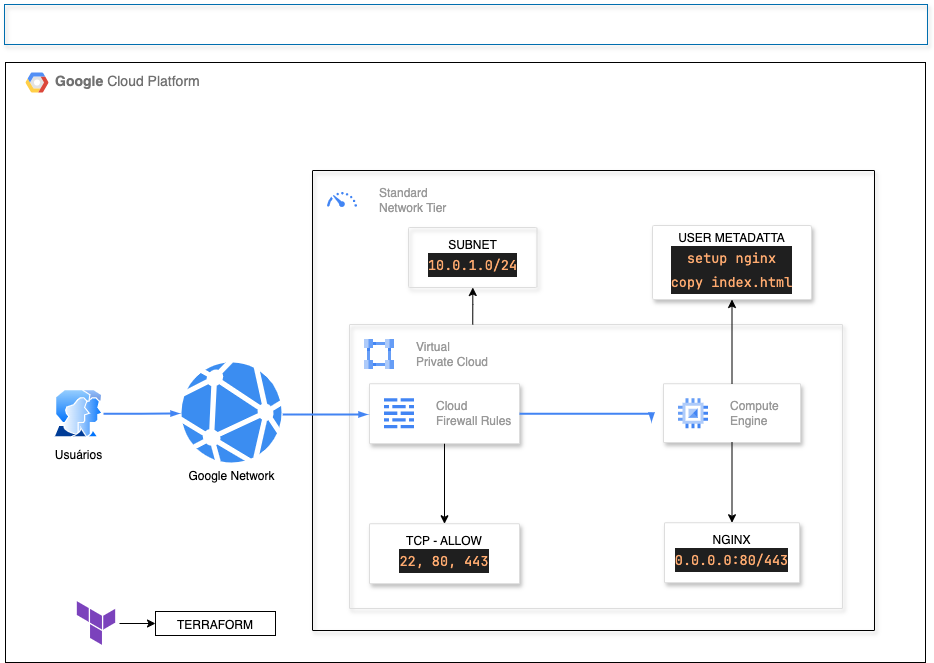 Google Cloud Platform
Standard
Network Tier
SUBNET
10.0.1.0/24
USER METADATTA
setup nginx
copy index.html
Virtual
Private Cloud
Cloud
Firewall Rules
Compute
Engine
Usuários
Google Network
TCP - ALLOW
22, 80, 443
NGINX
0.0.0.0:80/443
TERRAFORM